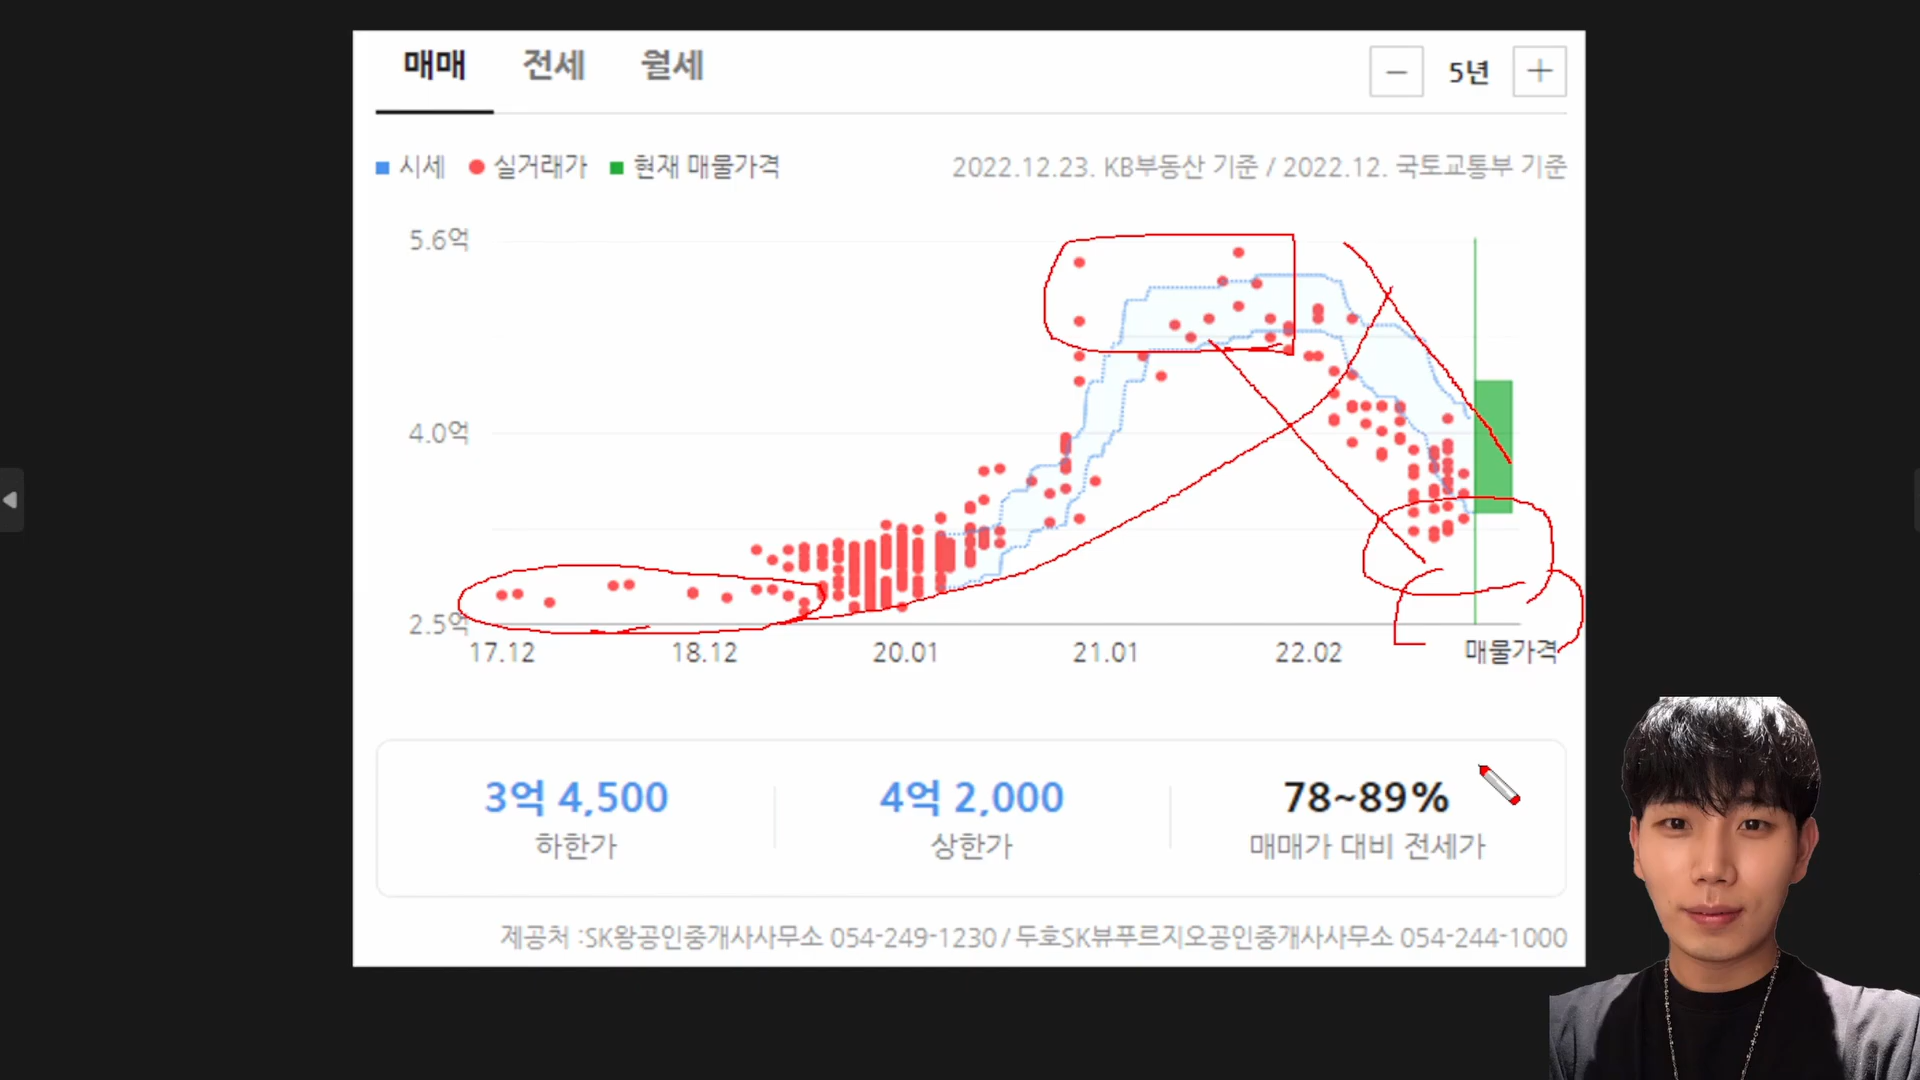 매매 전세 월세 5년
시세 실거래가 현재 매물가격 2022.12.23. KB부동산 기준 / 2022.12. 국토교통부 기준
5.6억
4.0억
2.5억
17.12 18.12 20.01 21.01 22.02 매물가격
3억 4,500 4억 2,000 78~89%
하한가 상한가 매매가 대비 전세가
제공처 :SK왕공인중개사사무소 054-249-1230 / 두호SK뷰푸르지오공인중개사사무소 054-244-1000